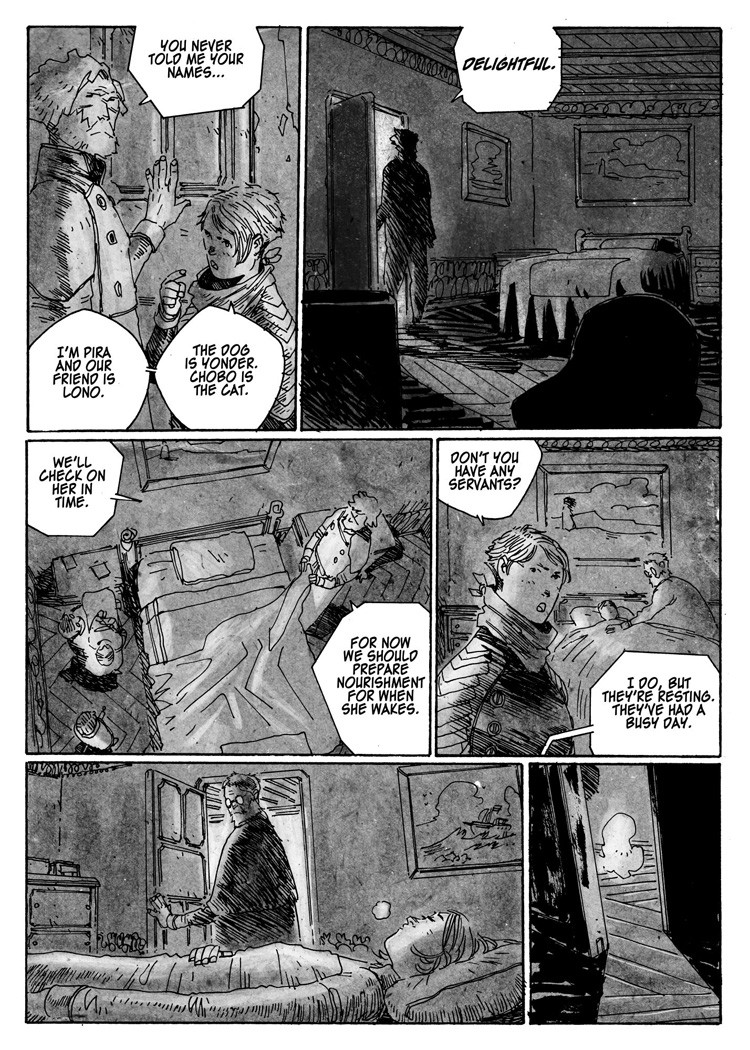 YOU NEVER
TOLD ME YOUR
NAMES...
I'M PIRA
AND OUR
FRIEND IS
LONO.
THE DOG
IS YONDER.
CHOBO IS
THE CAT.
DELIGHTFUL.
WE'LL
CHECK ON
HER IN
TIME.
FOR NOW
WE SHOULD
PREPARE
NOURISHMENT
FOR WHEN
SHE WAKES.
DON'T YOU
HAVE ANY
SERVANTS?
I DO, BUT
THEY'RE RESTING.
THEY'VE HAD A
BUSY DAY.